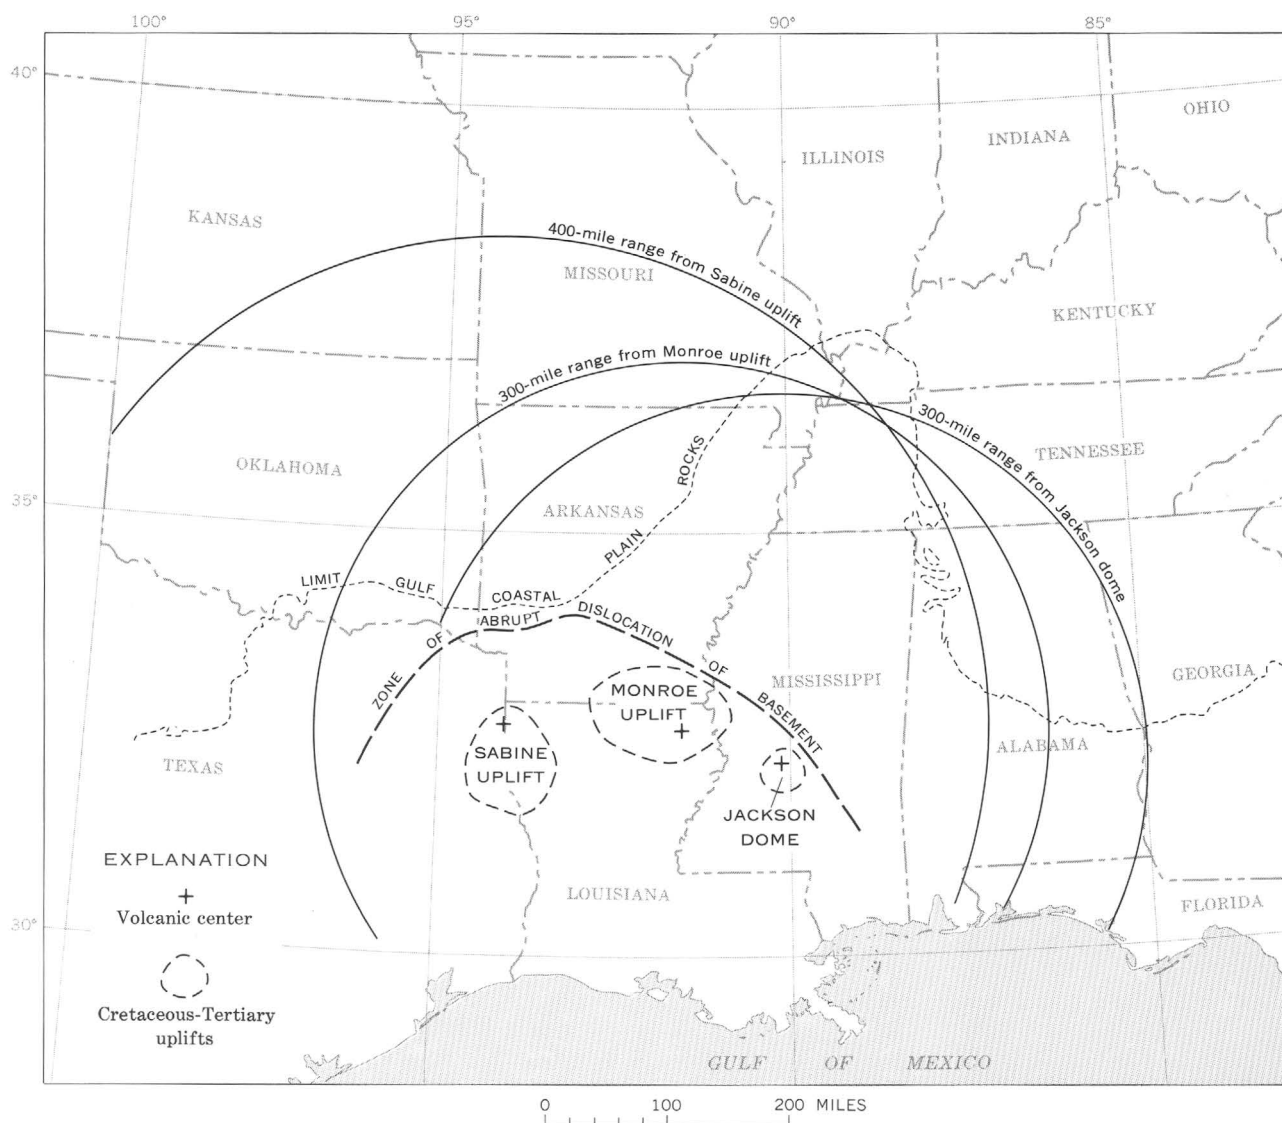 100°
95°
90°
85°
40°
OHIO
INDIANA
ILLINOIS
KANSAS
400-mile range from Sabine uplift
MISSOURI
KENTUCKY
300-mile range from Monroe uplift
300-mile range from Jackson dome
TENNESSEE
OKLAHOMA
35°
ARKANSAS
LIMIT GULF COASTAL PLAIN ROCKS
ZONE OF ABRUPT DISLOCATION OF BASEMENT
GEORGIA
MISSISSIPPI
MONROE
UPLIFT
ALABAMA
SABINE
UPLIFT
TEXAS
JACKSON
DOME
EXPLANATION
Volcanic center
Cretaceous-Tertiary
uplifts
LOUISIANA
FLORIDA
30°
GULF OF MEXICO
0 100 200 MILES